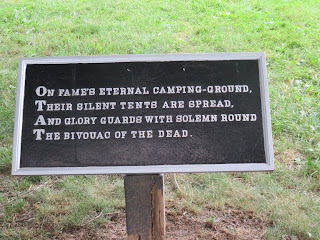 On Fame's eternal camping-ground,
Their silent tents are spread,
And Glory guards with solemn round
The bivouac of the dead.